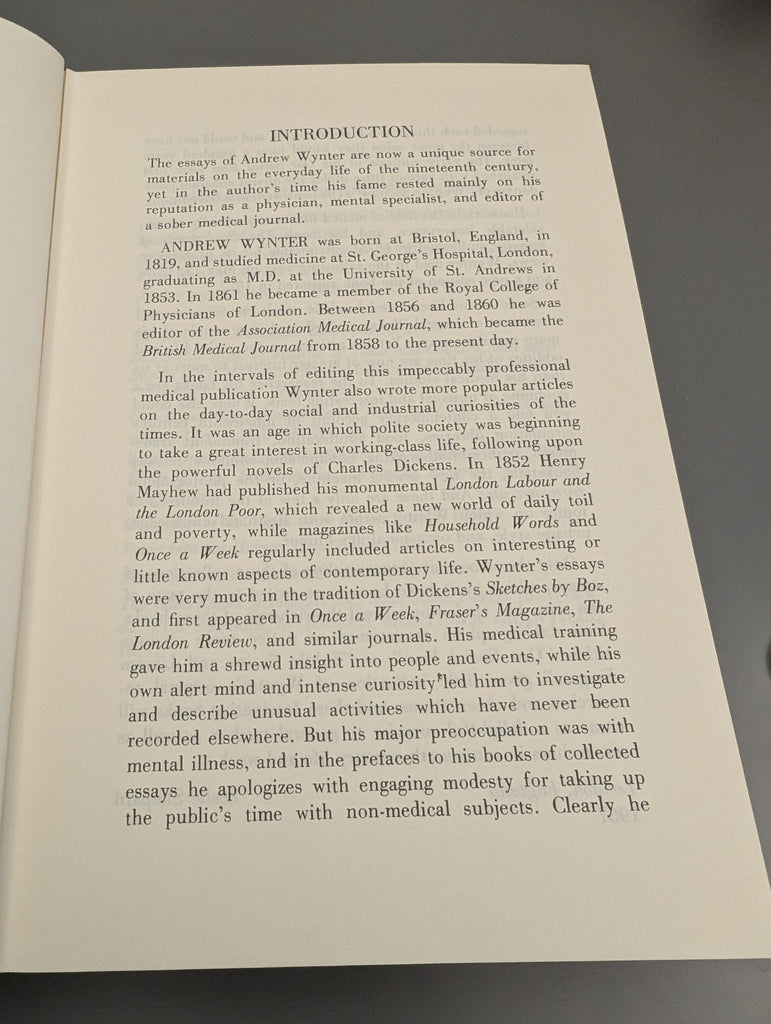 INTRODUCTION
The essays of Andrew Wynter are now a unique source for
materials on the everyday life of the nineteenth century,
yet in the author's time his fame rested mainly on his
reputation as a physician, mental specialist, and editor of
a sober medical journal.
ANDREW WYNTER was born at Bristol, England, in
1819, and studied medicine at St. George's Hospital, London,
graduating as M.D. at the University of St. Andrews in
1853. In 1861 he became a member of the Royal College of
Physicians of London. Between 1856 and 1860 he was
editor of the Association Medical Journal, which became the
British Medical Journal from 1858 to the present day.
In the intervals of editing this impeccably professional
medical publication Wynter also wrote more popular articles
on the day-to-day social and industrial curiosities of the
times. It was an age in which polite society was beginning
to take a great interest in working-class life, following upon
the powerful novels of Charles Dickens. In 1852 Henry
Mayhew had published his monumental London Labour and
the London Poor, which revealed a new world of daily toil
and poverty, while magazines like Household Words and
Once a Week regularly included articles on interesting or
little known aspects of contemporary life. Wynter's essays
were very much in the tradition of Dickens's Sketches by Boz,
and first appeared in Once a Week, Fraser's Magazine, The
London Review, and similar journals. His medical training
gave him a shrewd insight into people and events, while his
own alert mind and intense curiosity led him to investigate
and describe unusual activities which have never been
recorded elsewhere. But his major preoccupation was with
mental illness, and in the prefaces to his books of collected
essays he apologizes with engaging modesty for taking up
the public's time with non-medical subjects. Clearly he